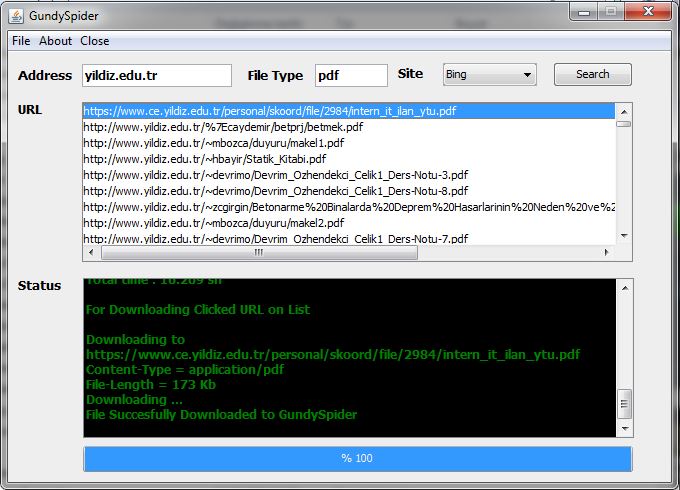 GundySpider
File About Close
Address yildiz.edu.tr File Type pdf Site Bing Search
URL
https://www.ce.yildiz.edu.tr/personal/skoord/file/2984/intern_it_ilan_ytu.pdf
http://www.yildiz.edu.tr/%7Ecaydemir/betprj/betmek.pdf
http://www.yildiz.edu.tr/~mbozca/duyuru/makel1.pdf
http://www.yildiz.edu.tr/~hbayir/Statik_Kitabi.pdf
http://www.yildiz.edu.tr/~devrimo/Devrim_Ozhendekci_Celik1_Ders-Notu-3.pdf
http://www.yildiz.edu.tr/~devrimo/Devrim_Ozhendekci_Celik1_Ders-Notu-8.pdf
http://www.yildiz.edu.tr/~zcgirgin/Betonarme%20Binalarda%20Deprem%20Hasarlarinin%20Neden%20ve%2
http://www.yildiz.edu.tr/~mbozca/duyuru/makel2.pdf
http://www.yildiz.edu.tr/~devrimo/Devrim_Ozhendekci_Celik1_Ders-Notu-7.pdf
Status
Total time : 16.209 sn
For Downloading Clicked URL on List
Downloading to
https://www.ce.yildiz.edu.tr/personal/skoord/file/2984/intern_it_ilan_ytu.pdf
Content-Type = application/pdf
File-Length = 173 Kb
Downloading ...
File Succesfully Downloaded to GundySpider
% 100